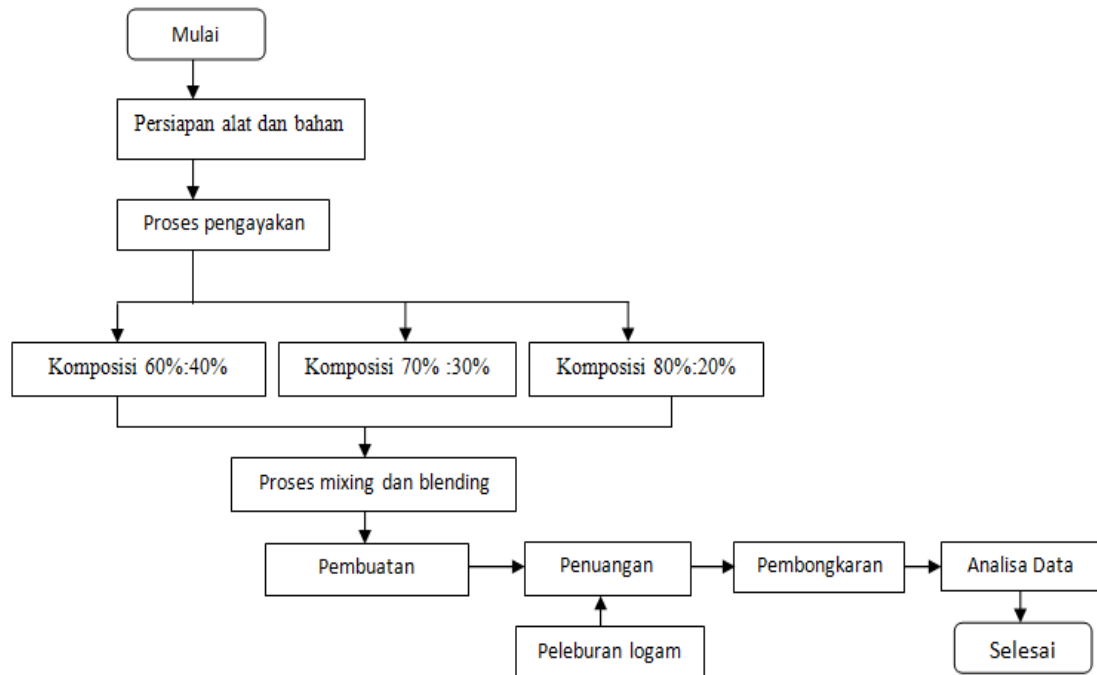 Mulai
Persiapan alat dan bahan
Proses pengayakan
Komposisi 60%:40%
Komposisi 70% :30%
Komposisi 80%:20%
Proses mixing dan blending
Pembuatan
Penuangan
Pembongkaran
Analisa Data
Peleburan logam
Selesai